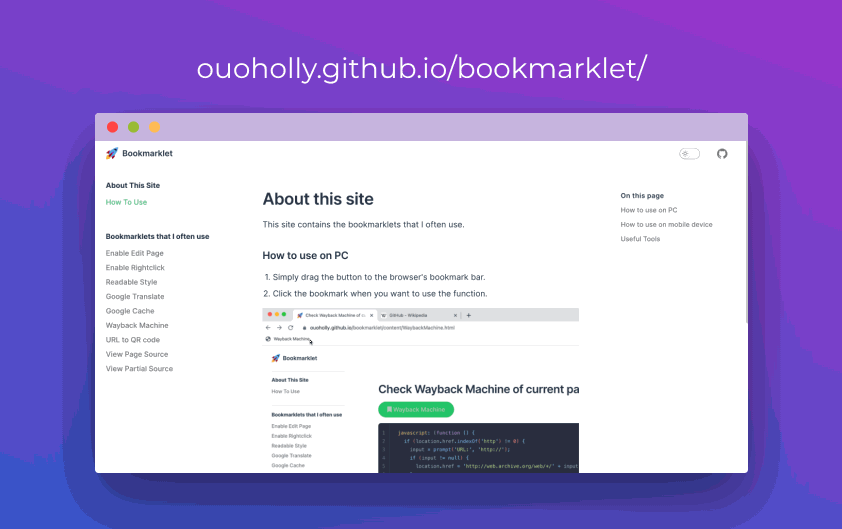 ouoholly.github.io/bookmarklet/
Bookmarklet
About This Site
How To Use
Bookmarklets that I often use
Enable Edit Page
Enable Rightclick
Readable Style
Google Translate
Google Cache
Wayback Machine
URL to QR code
View Page Source
View Partial Source
About this site
This site contains the bookmarklets that I often use.
How to use on PC
1. Simply drag the button to the browser's bookmark bar.
2. Click the bookmark when you want to use the function.
Check Wayback Machine of
GitHub - Wikipedia
ouoholly.github.io/bookmarklet/content/WaybackMachine.html
Wayback Machine
Bookmarklet
About This Site
How To Use
Bookmarklets that I often use
Enable Edit Page
Enable Rightclick
Readable Style
Google Translate
Google Cache
Check Wayback Machine of current pa
Wayback Machine
1 javascript: (function () {
2 if (location.href.indexOf('http') != 0) {
3 input = prompt('URL:', 'http://');
4 if (input != null) {
5 location.href = 'http://web.archive.org/web/*/' + input
On this page
How to use on PC
How to use on mobile device
Useful Tools